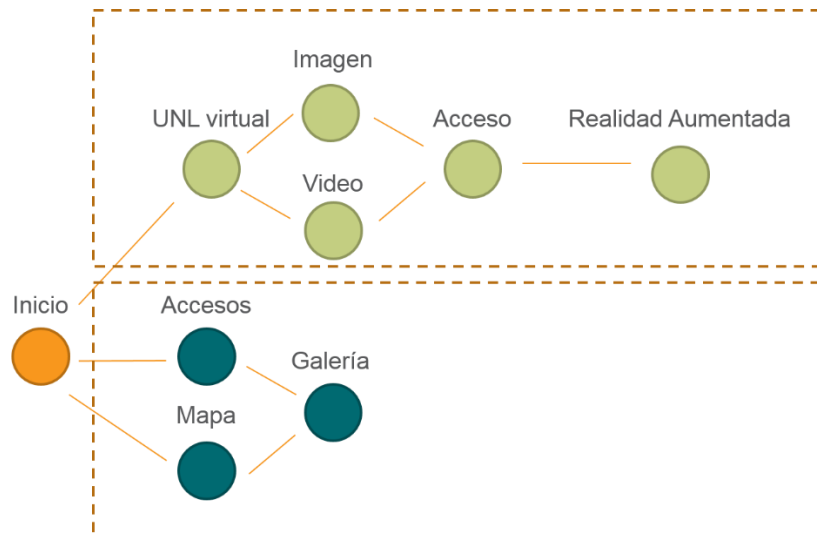 Imagen
UNL virtual
Acceso
Realidad Aumentada
Video
Inicio
Accesos
Galería
Mapa